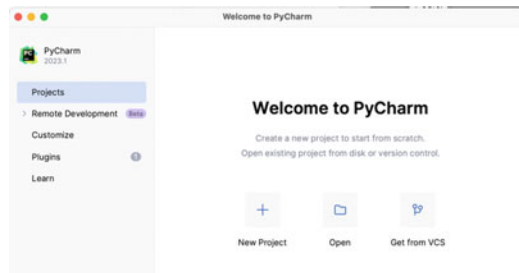 Welcome to PyCharm
PyCharm
2023.1
Projects
Remote Development Beta
Customize
Plugins
Learn
Welcome to PyCharm
Create a new project to start from scratch.
Open existing project from disk or version control.
New Project Open Get from VCS